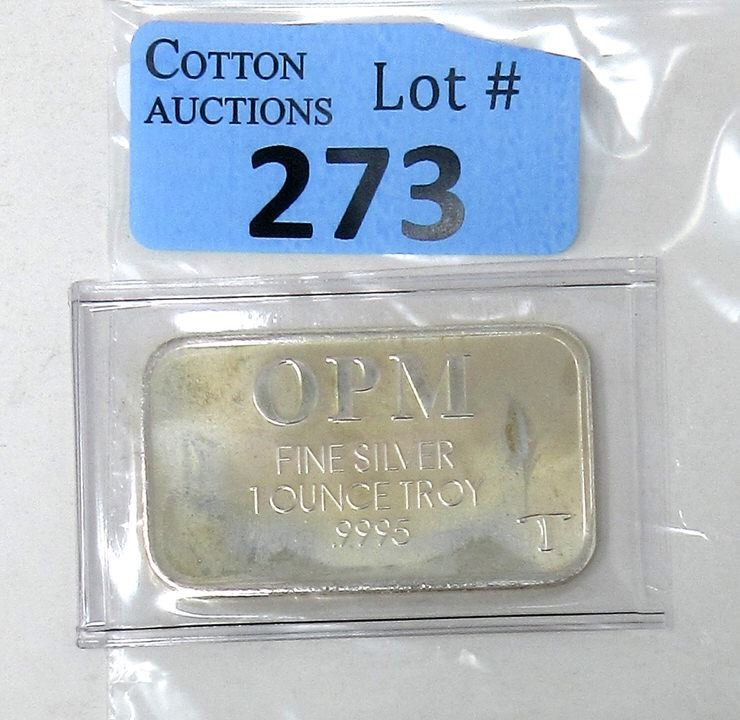 COTTON Lot #
AUCTIONS
273
OPM
FINE SILVER
1 OUNCE TROY
.9995
T